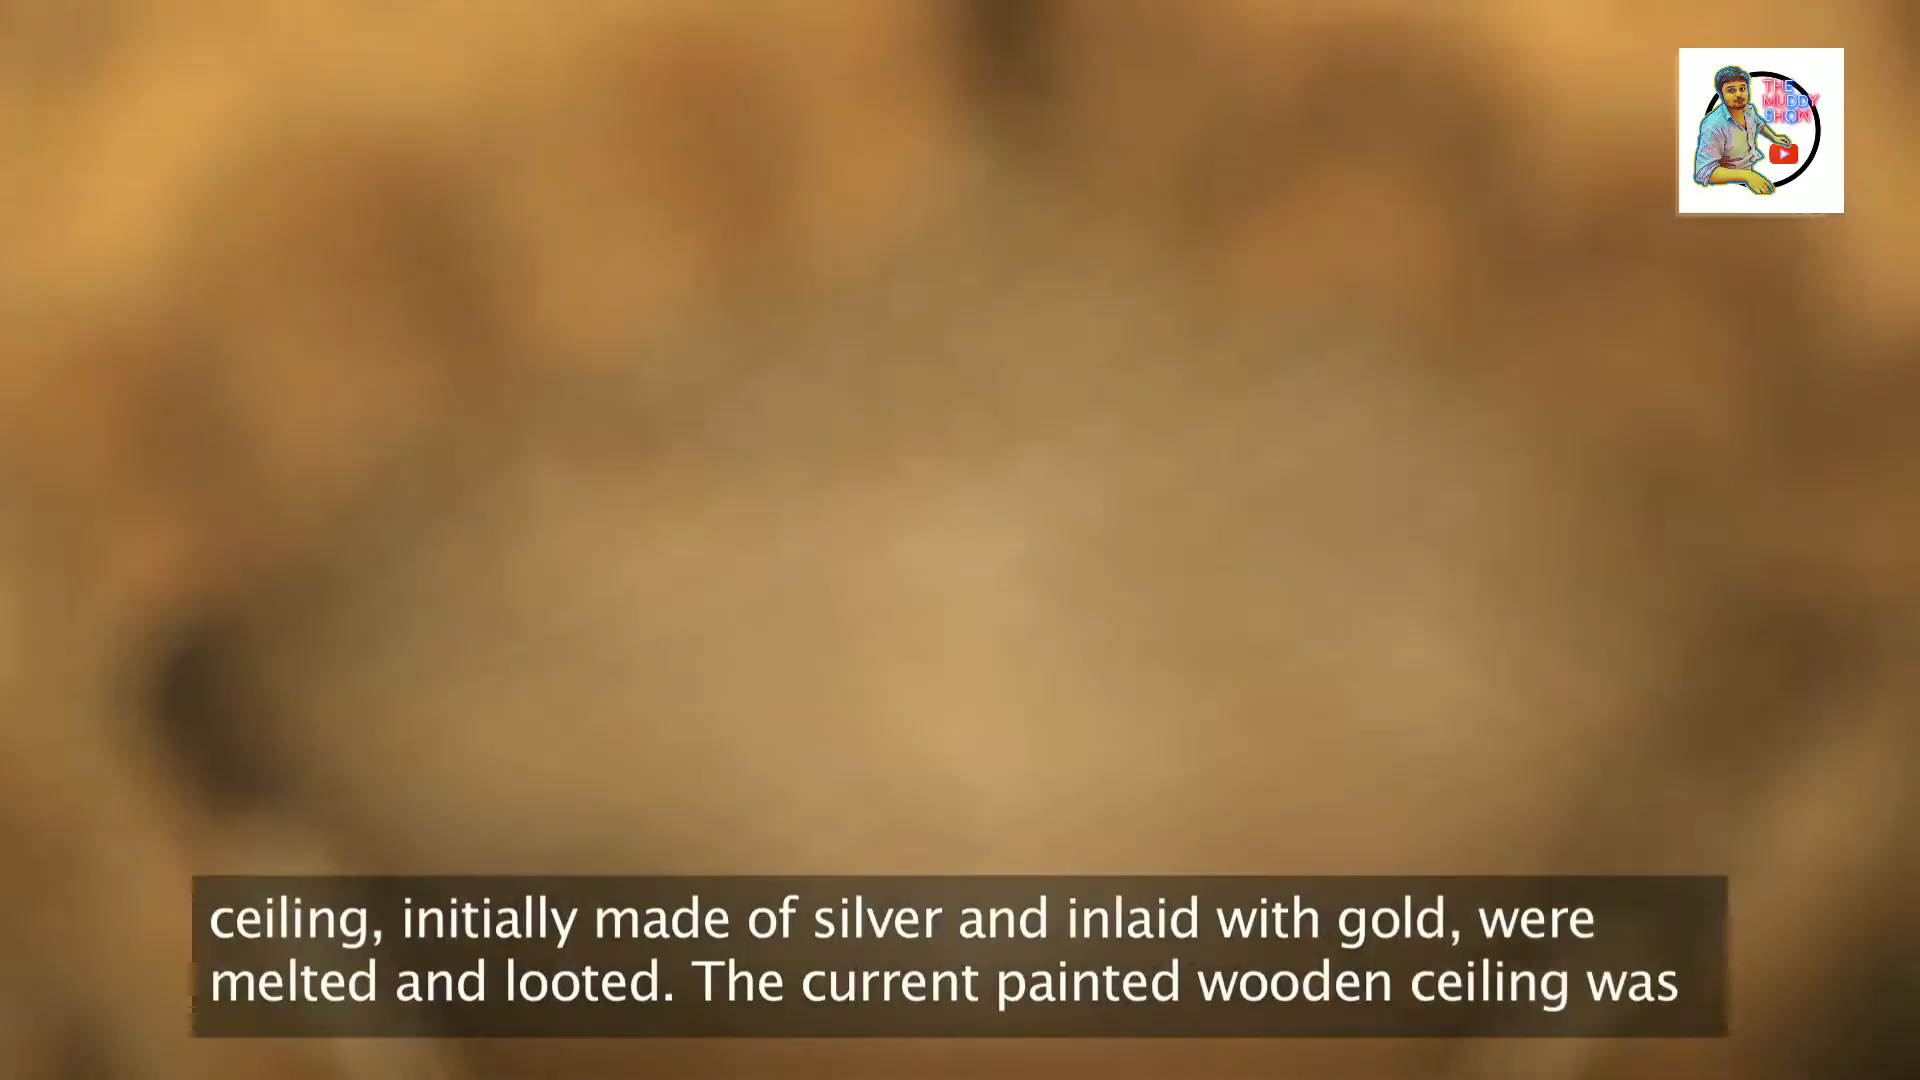 THE
MUDDY
SHOW
ceiling, initially made of silver and inlaid with gold, were
melted and looted. The current painted wooden ceiling was